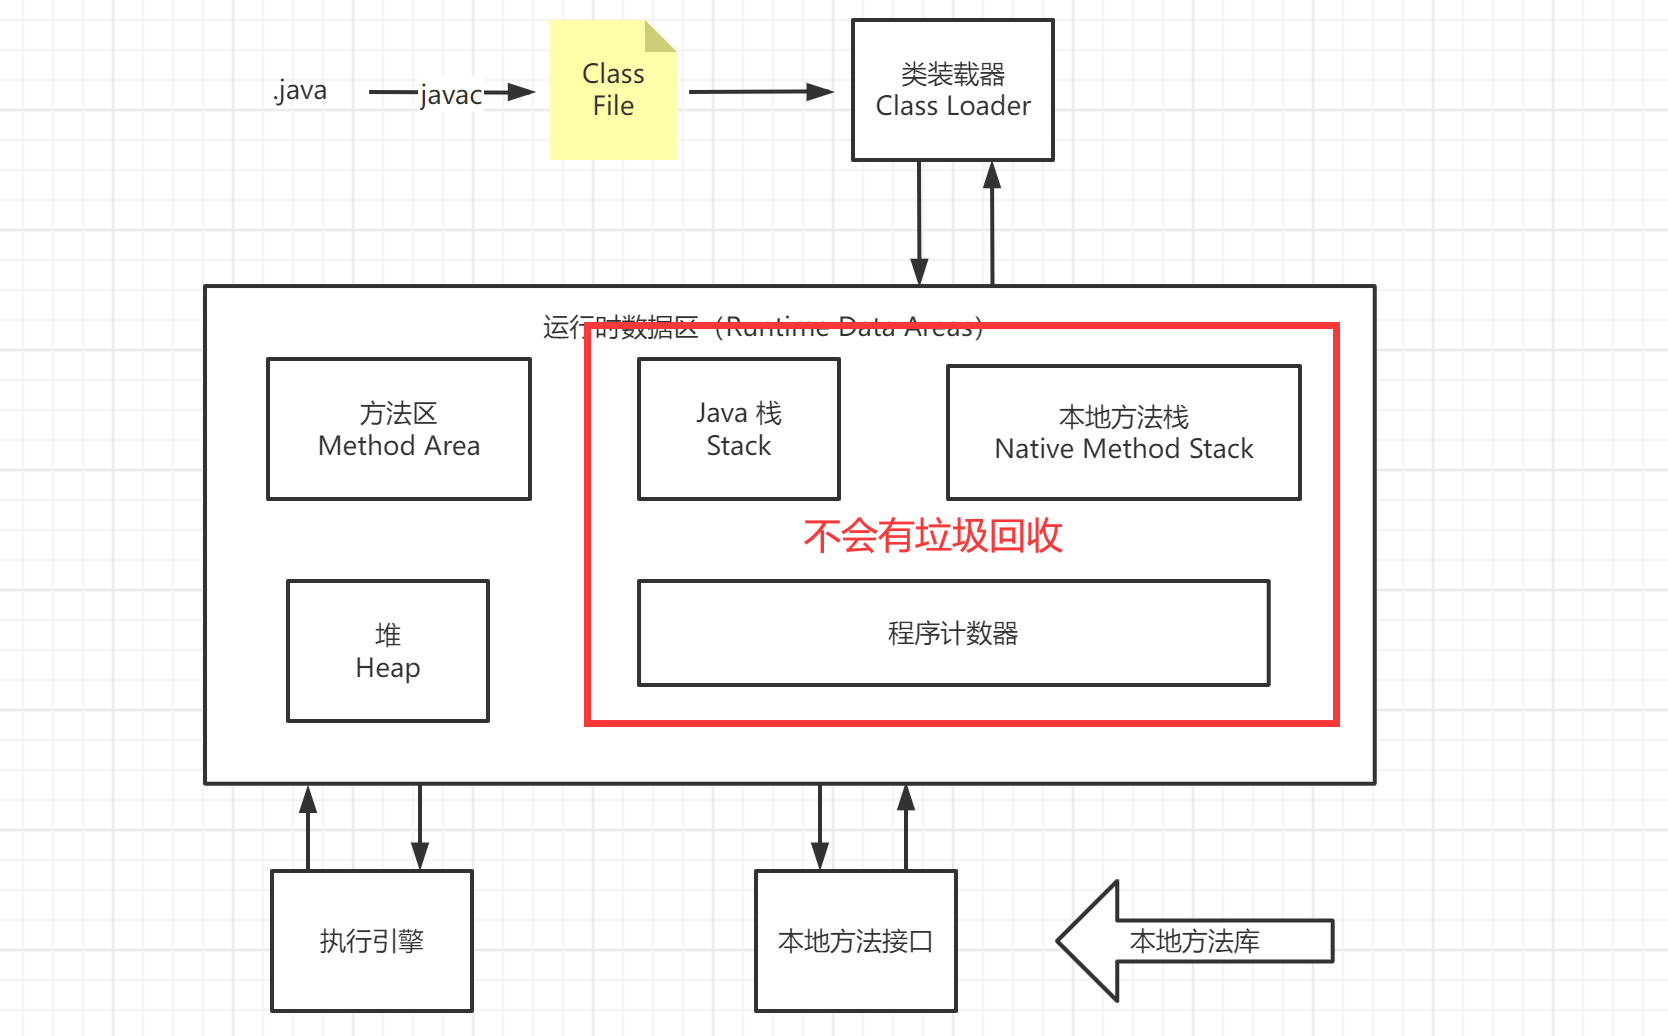 .java
javac
Class
File
类装载器
Class Loader
运行时数据区（Runtime Data Areas）
方法区
Method Area
Java 栈
Stack
本地方法栈
Native Method Stack
不会有垃圾回收
堆
Heap
程序计数器
执行引擎
本地方法接口
本地方法库